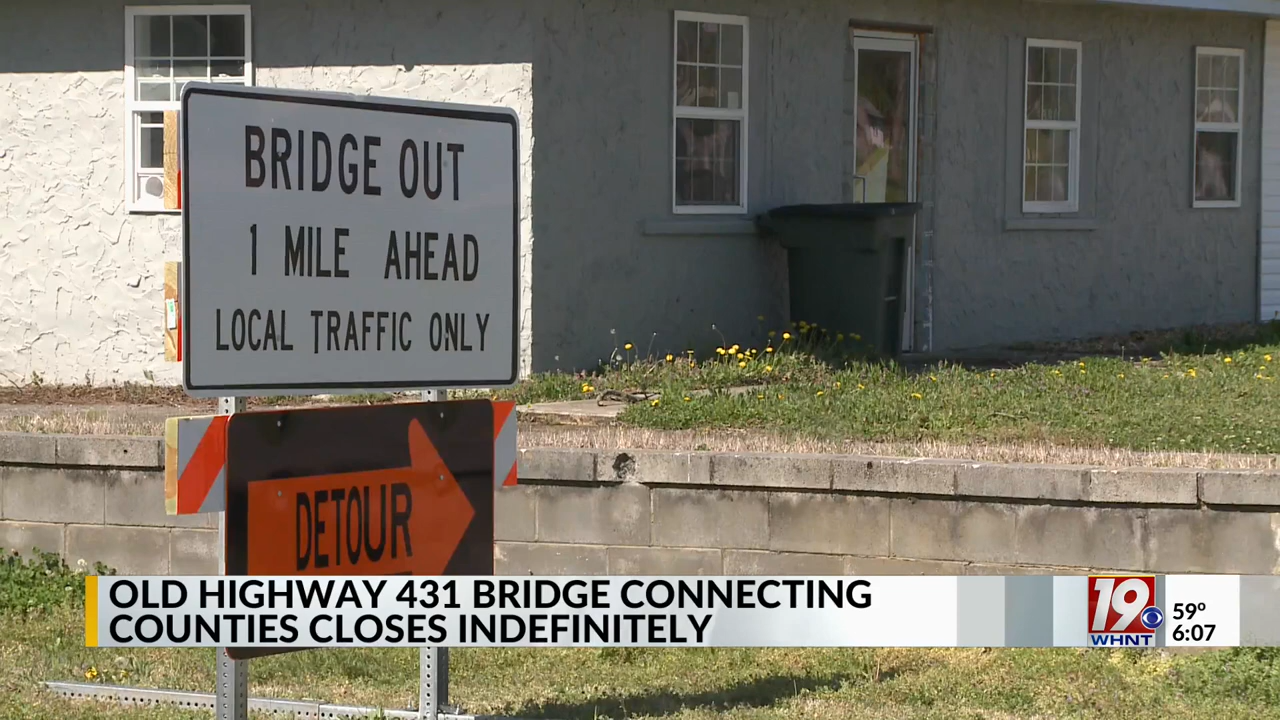 BRIDGE OUT
1 MILE AHEAD
LOCAL TRAFFIC ONLY
DETOUR
OLD HIGHWAY 431 BRIDGE CONNECTING
COUNTIES CLOSES INDEFINITELY
19
WHNT
59°
6:07